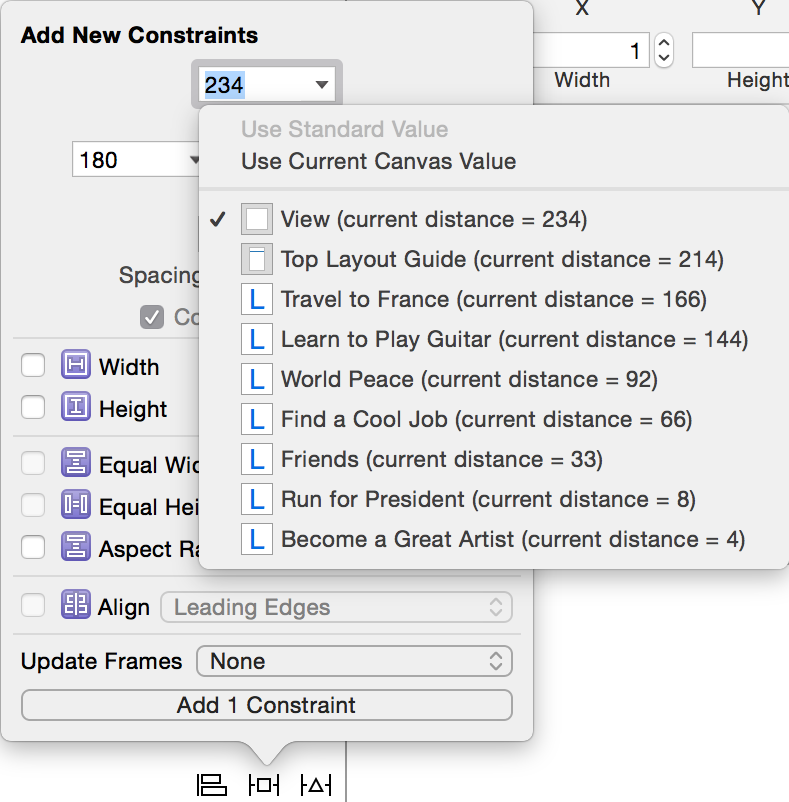 X
Y
Add New Constraints
1
234
Width
Height
Use Standard Value
180
Use Current Canvas Value
View (current distance = 234)
Top Layout Guide (current distance = 214)
Spacing
Travel to France (current distance = 166)
Co
L
Learn to Play Guitar (current distance = 144)
L
Width
World Peace (current distance = 92)
L
Height
Find a Cool Job (current distance = 66)
L
Equal Wid
Friends (current distance = 33)
L
Equal Hei
Run for President (current distance = 8)
L
Aspect Ra
Become a Great Artist (current distance = 4)
L
Align
Leading Edges
Update Frames
None
Add 1 Constraint